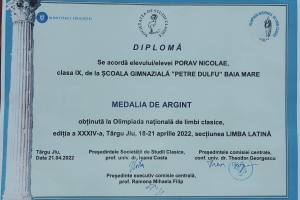 MINISTERUL EDUCAȚIEI
DIPLOMĂ
Se acordă elevului/elevei PORAV NICOLAE,
clasa IX, de la ȘCOALA GIMNAZIALĂ "PETRE DULFU" BAIA MARE
MEDALIA DE ARGINT
obținută la Olimpiada națională de limbi clasice,
ediția a XXXIV-a, Târgu Jiu, 18-21 aprilie 2022, secțiunea LIMBA LATINĂ
Târgu Jiu,
Data 21.04.2022
Președintele Societății de Studii Clasice,
prof. univ. dr. Ioana Costa
Președintele comisiei centrale,
conf. univ. dr. Theodor Georgescu
Președinte executiv comisie centrală,
prof. Ramona Mihaela Filip